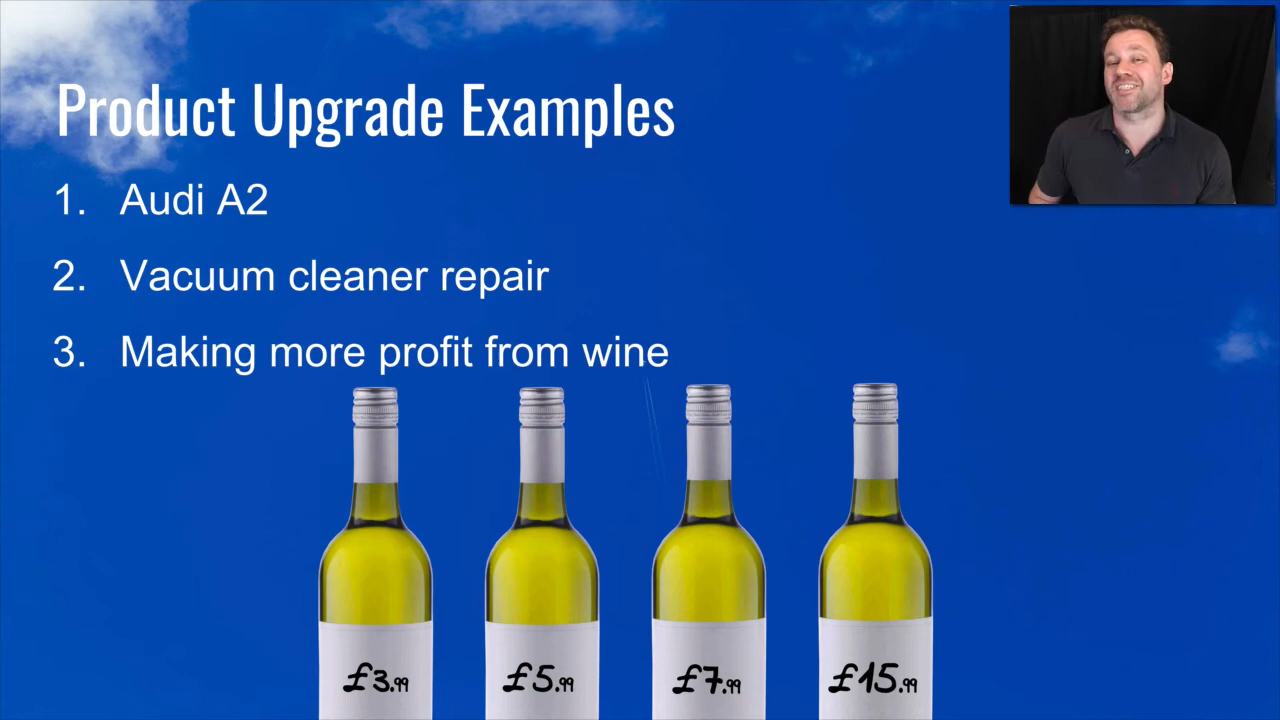 Product Upgrade Examples
1. Audi A2
2. Vacuum cleaner repair
3. Making more profit from wine
£3.99 £5.99 £7.99 £15.99